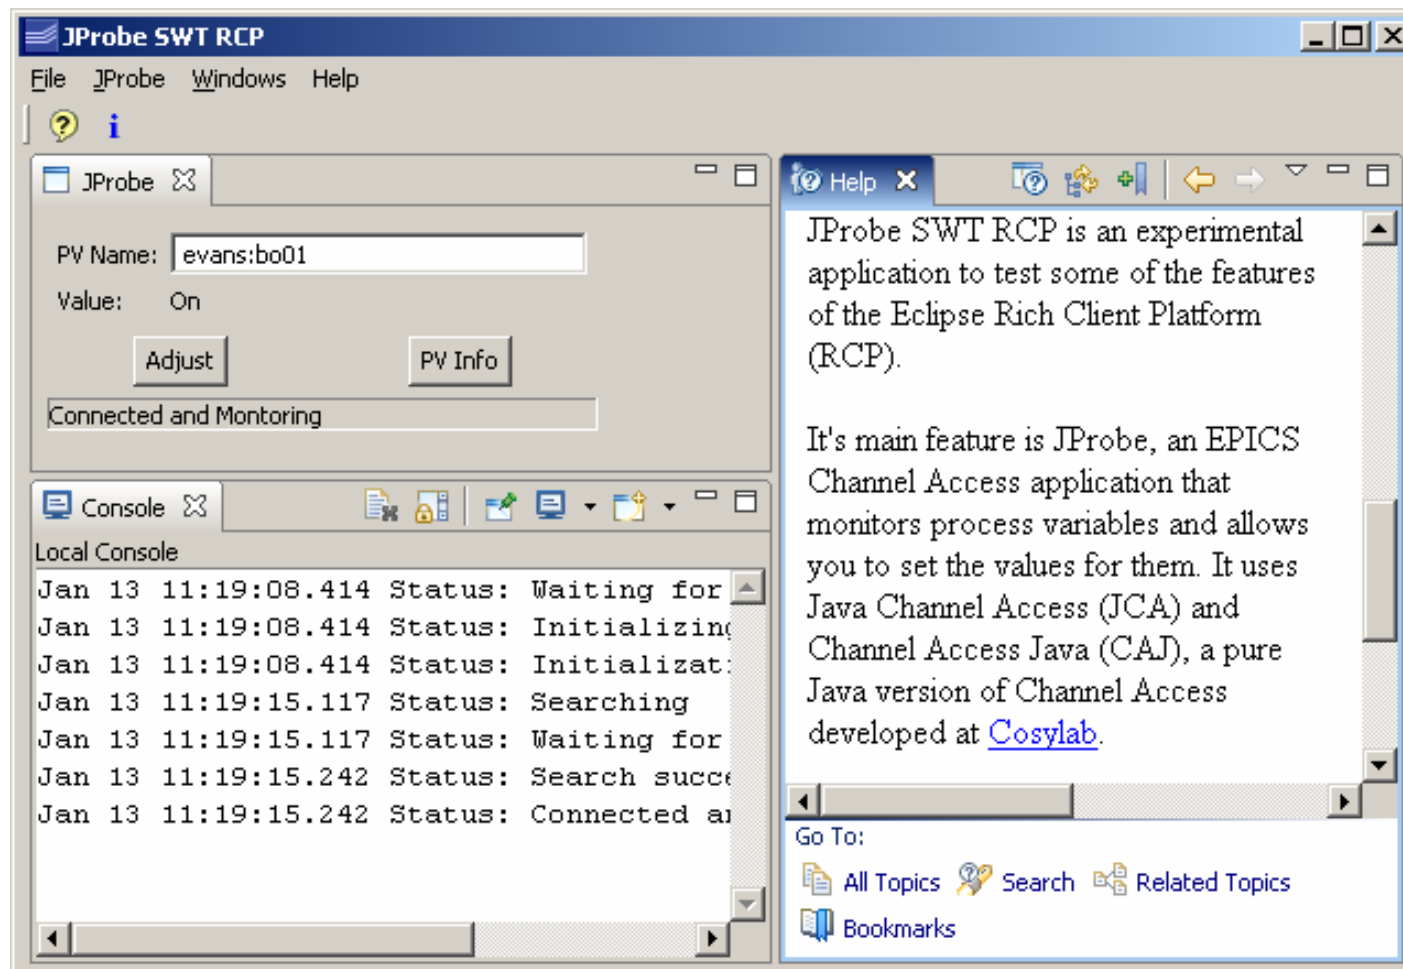 JProbe SWT RCP
File JProbe Windows Help
JProbe
PV Name: evans:bo01
Value: On
Adjust PV Info
Connected and Montoring
Console
Local Console
Jan 13 11:19:08.414 Status: Waiting for
Jan 13 11:19:08.414 Status: Initializing
Jan 13 11:19:08.414 Status: Initializati
Jan 13 11:19:15.117 Status: Searching
Jan 13 11:19:15.117 Status: Waiting for
Jan 13 11:19:15.242 Status: Search succe
Jan 13 11:19:15.242 Status: Connected an
Help
JProbe SWT RCP is an experimental
application to test some of the features
of the Eclipse Rich Client Platform
(RCP).
It's main feature is JProbe, an EPICS
Channel Access application that
monitors process variables and allows
you to set the values for them. It uses
Java Channel Access (JCA) and
Channel Access Java (CAJ), a pure
Java version of Channel Access
developed at Cosylab.
Go To:
All Topics Search Related Topics
Bookmarks